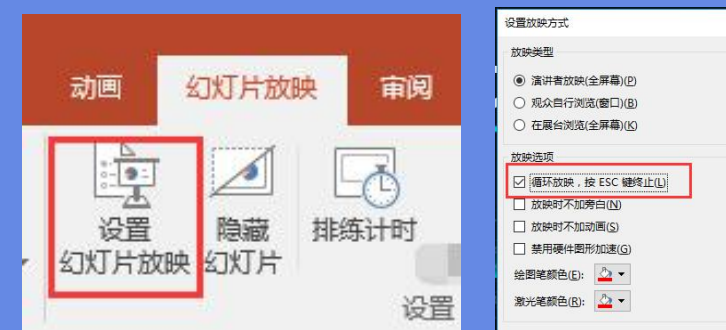 动画 幻灯片放映 审阅
设置 隐藏 排练计时
幻灯片放映 幻灯片
设置
设置放映方式
放映类型
演讲者放映(全屏幕)(P)
观众自行浏览(窗口)(B)
在展台浏览(全屏幕)(K)
放映选项
循环放映，按 ESC 键终止(L)
放映时不加旁白(N)
放映时不加动画(S)
禁用硬件图形加速(G)
绘图笔颜色(E):
激光笔颜色(R):